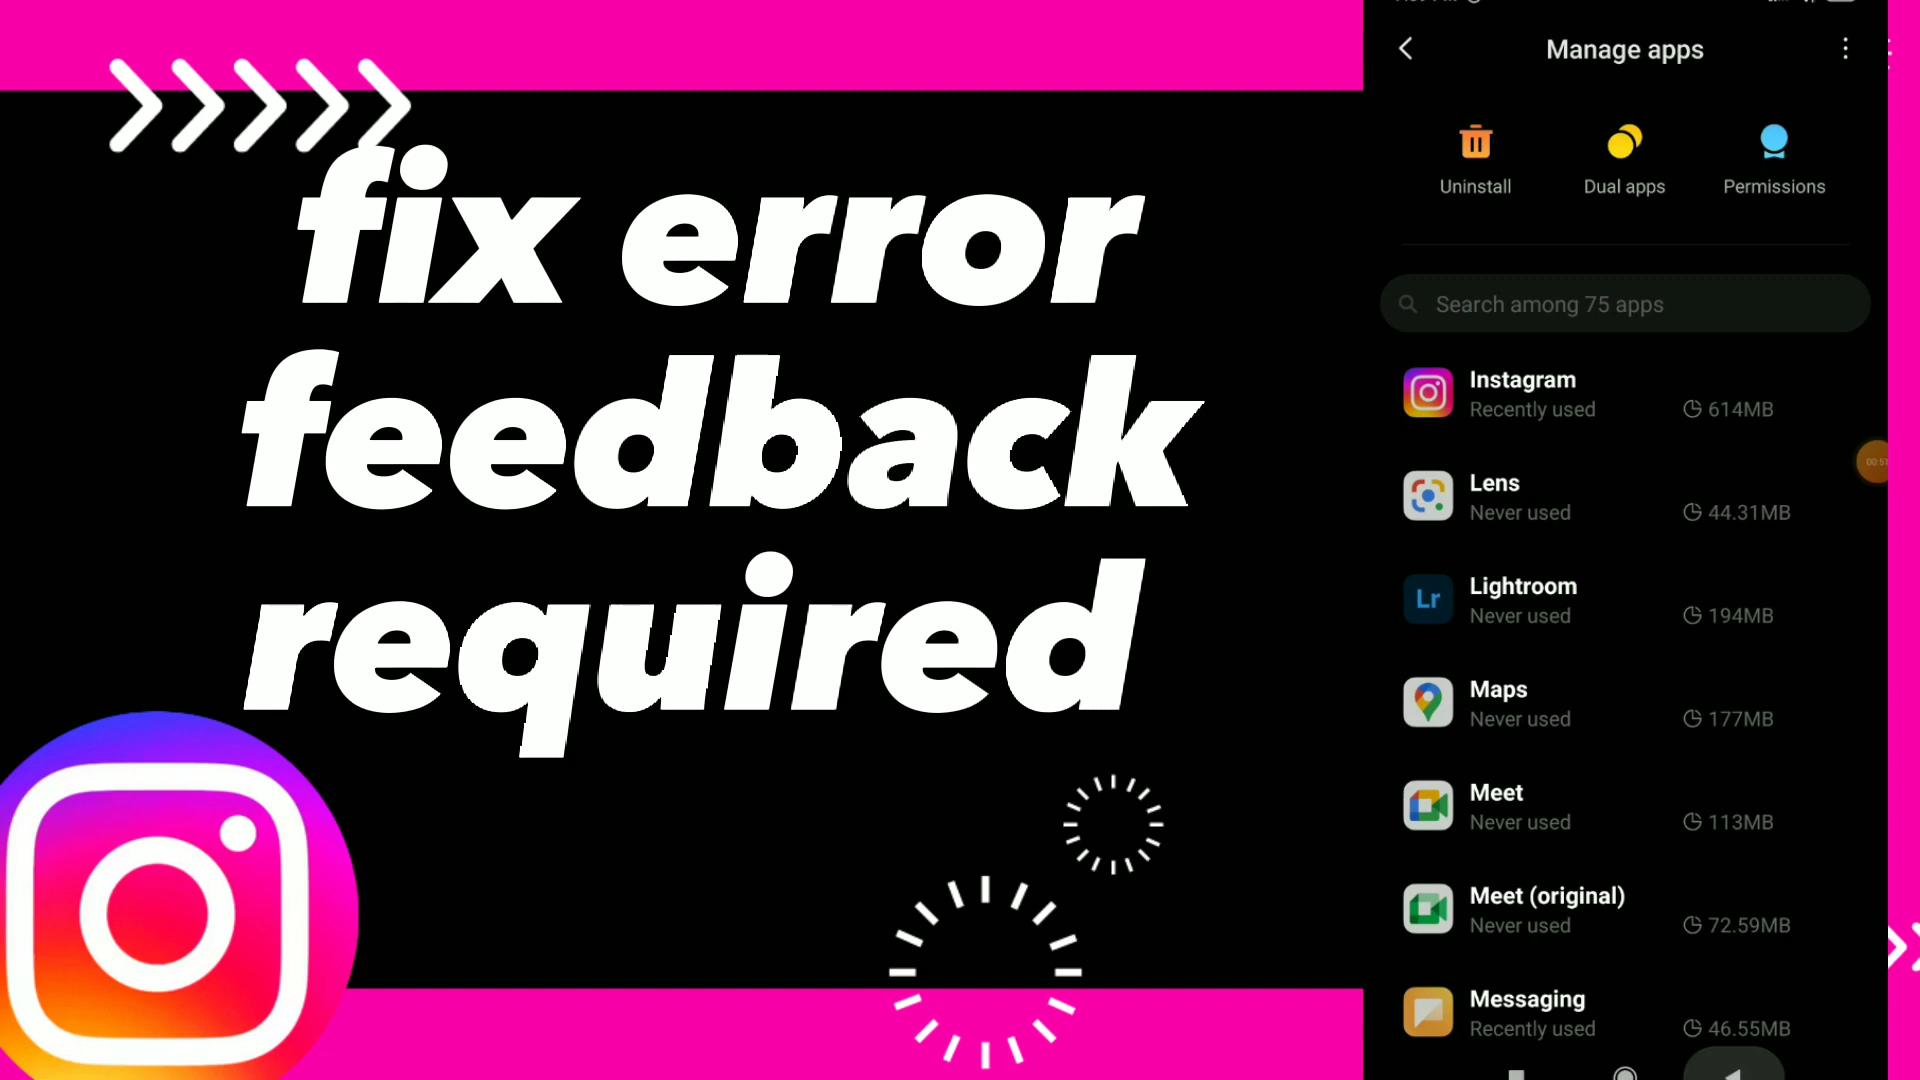 fix error
feedback
required
Manage apps
Uninstall
Dual apps
Permissions
Search among 75 apps
Instagram
Recently used
614MB
Lens
Never used
44.31MB
Lr
Lightroom
Never used
194MB
Maps
Never used
177MB
Meet
Never used
113MB
Meet (original)
Never used
72.59MB
Messaging
Recently used
46.55MB